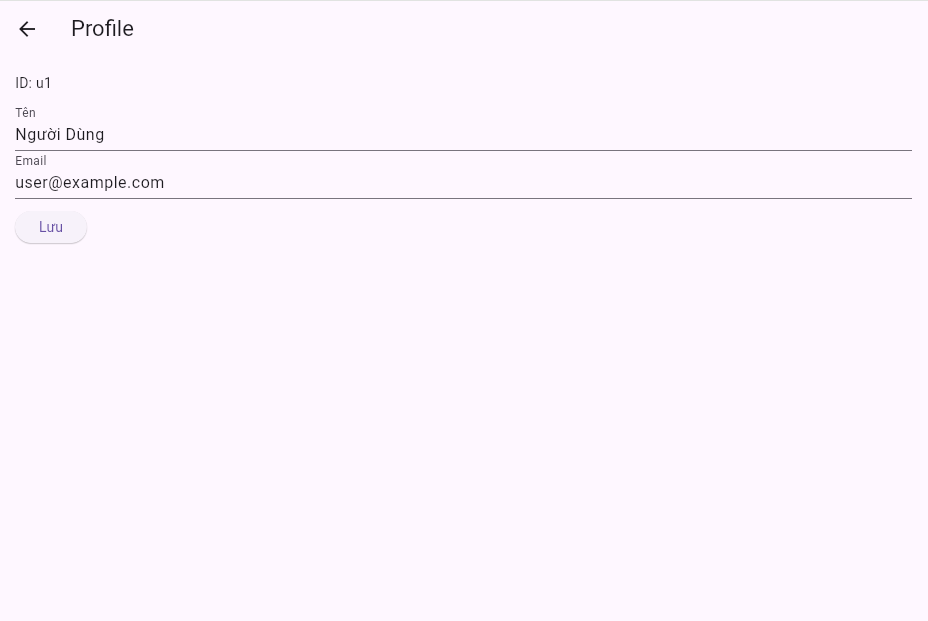 Profile
ID: u1
Tên
Người Dùng
Email
user@example.com
Lưu